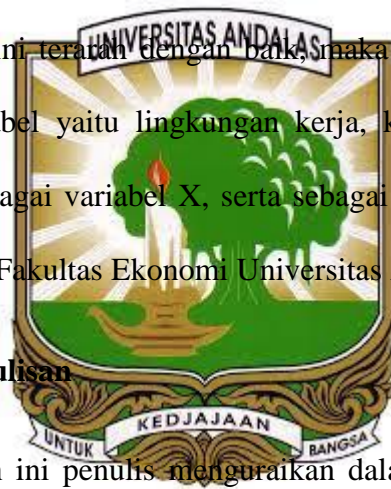 UNIVERSITAS ANDALAS
ini terarah dengan baik, maka
bel yaitu lingkungan kerja, k
agai variabel X, serta sebagai
Fakultas Ekonomi Universitas
ulisan
UNTUK KEDJAJAAN BANGSA
n ini penulis menguraikan dala